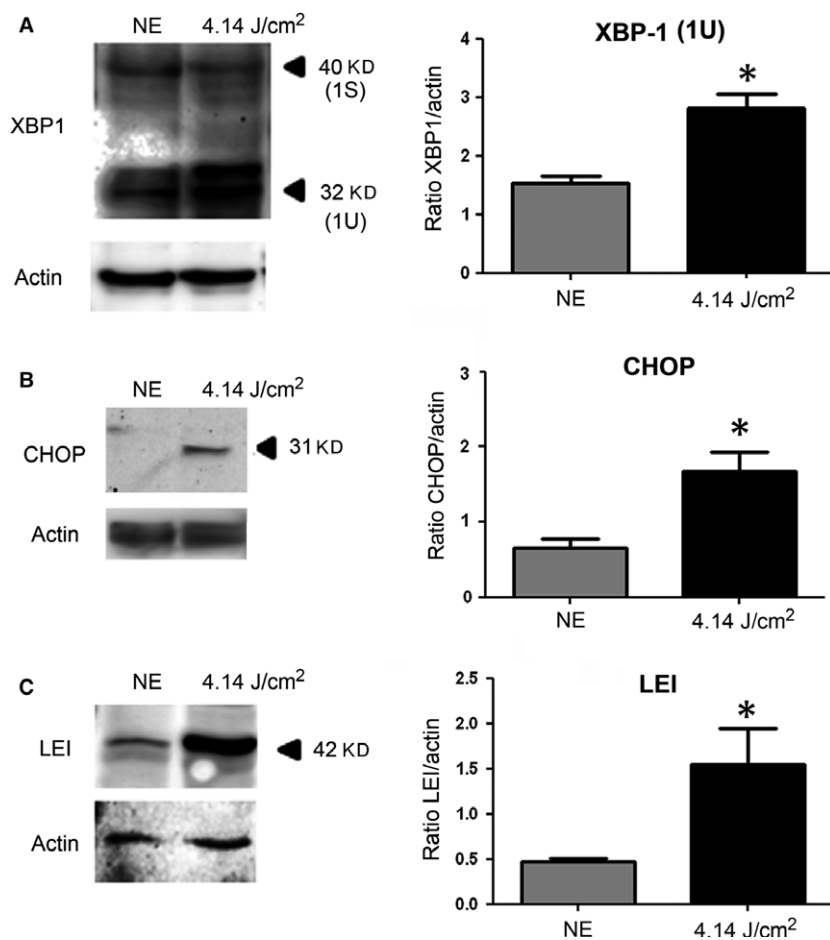 A
NE 4.14 J/cm²
XBP1
40 KD
(1S)
32 KD
(1U)
Actin
XBP-1 (1U)
Ratio XBP1/actin
4
3
2
1
0
*
NE 4.14 J/cm²
B
NE 4.14 J/cm²
CHOP
31 KD
Actin
CHOP
Ratio CHOP/actin
3
2
1
0
*
NE 4.14 J/cm²
C
NE 4.14 J/cm²
LEI
42 KD
Actin
LEI
Ratio LEI/actin
2.5
2.0
1.5
1.0
0.5
0.0
*
NE 4.14 J/cm²